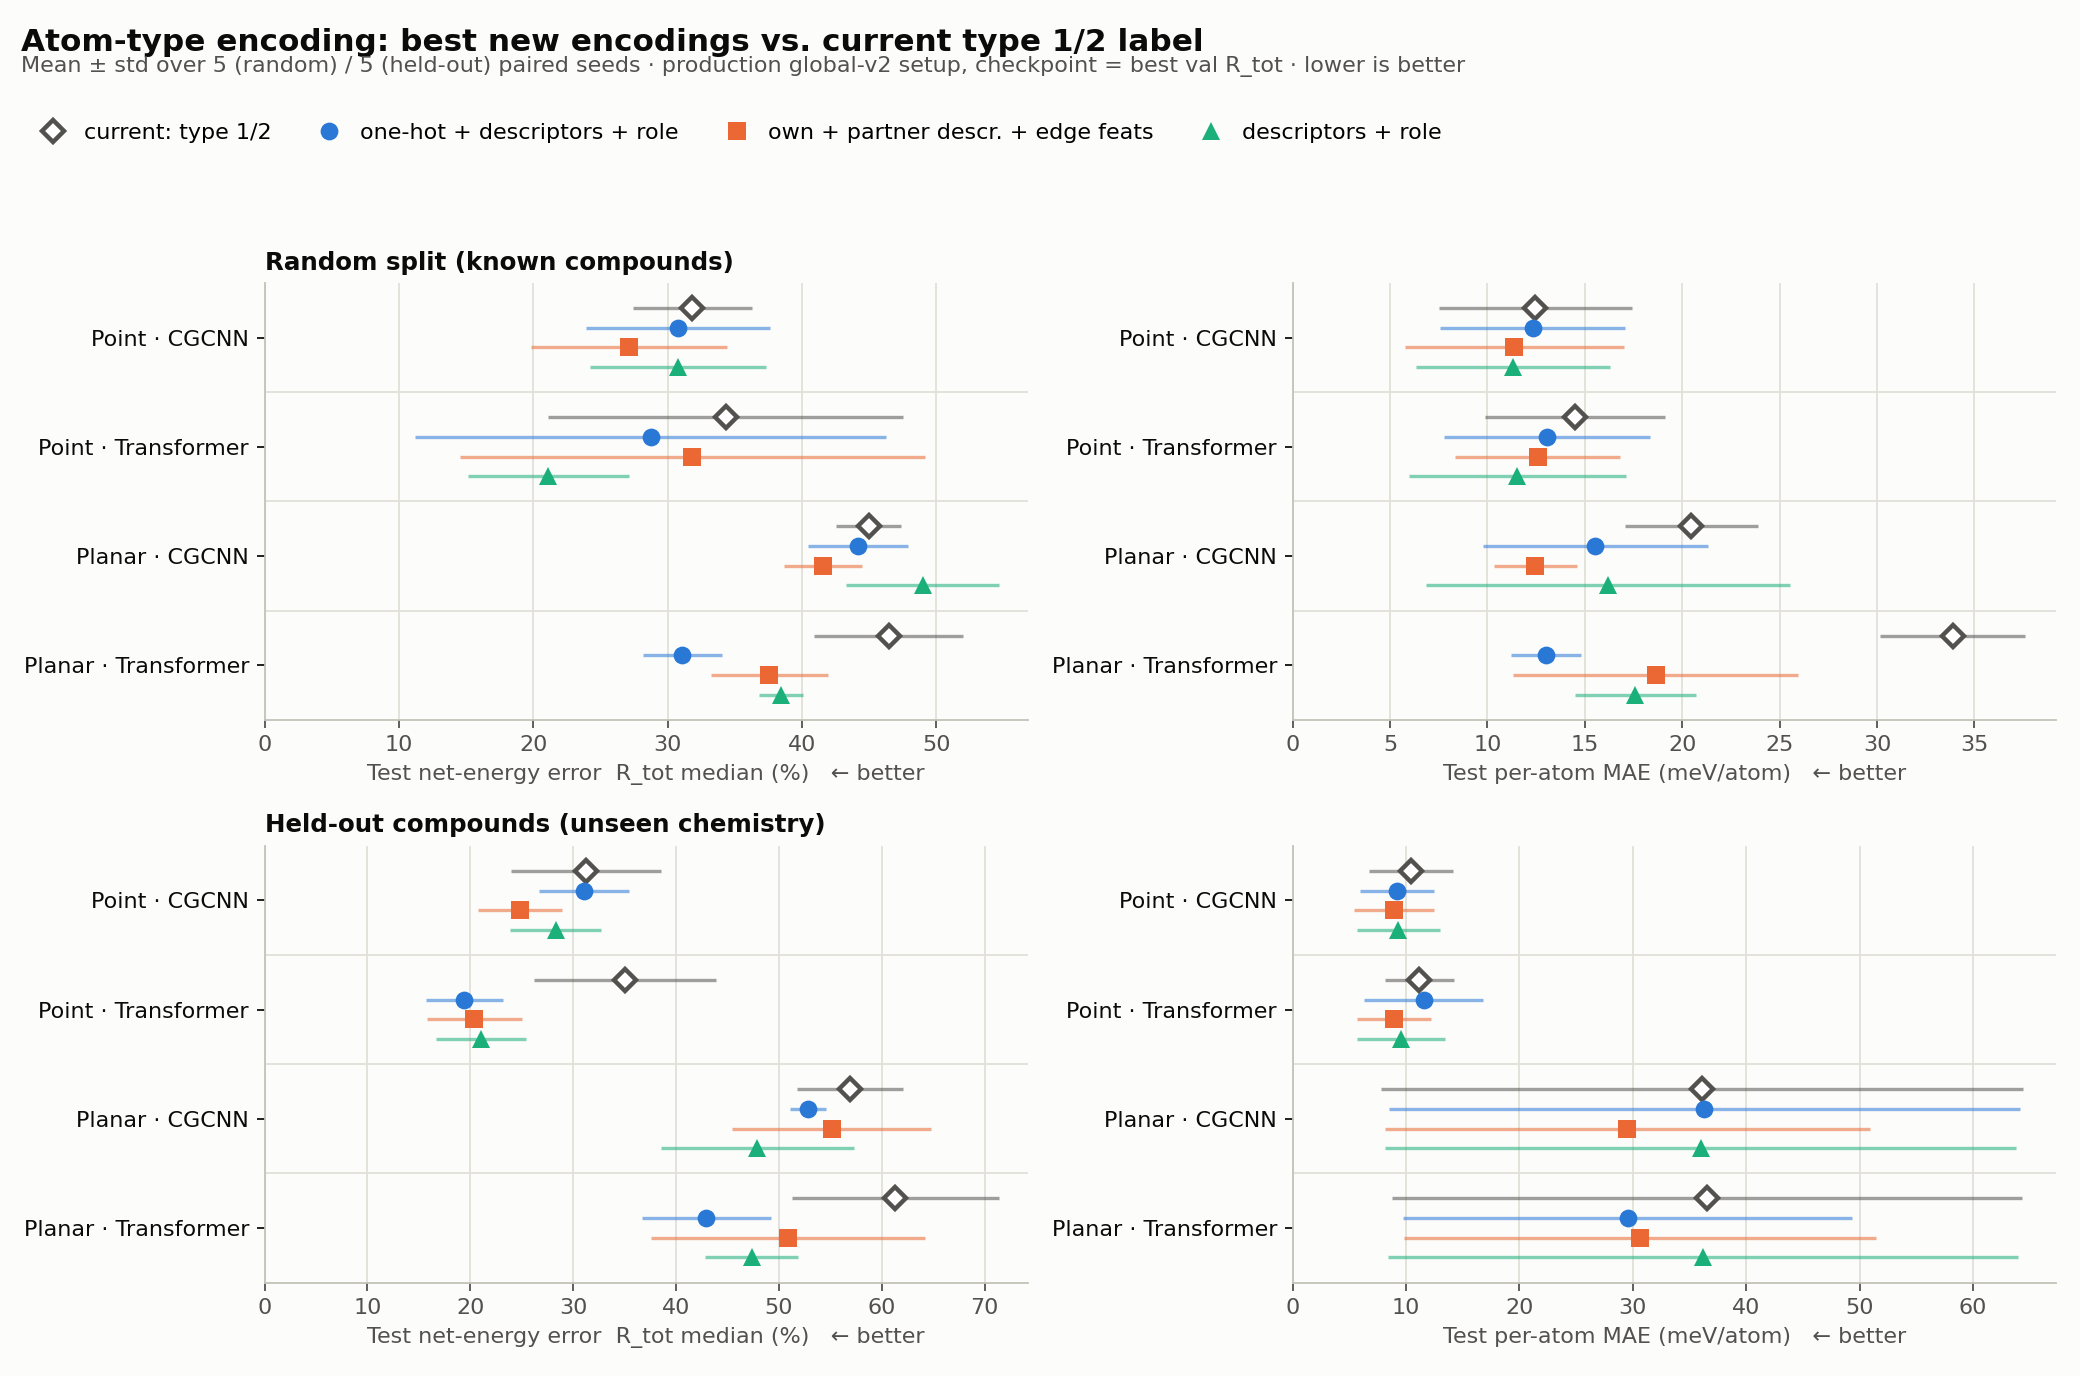 Atom-type encoding: best new encodings vs. current type 1/2 label
Mean ± std over 5 (random) / 5 (held-out) paired seeds · production global-v2 setup, checkpoint = best val R_tot · lower is better
current: type 1/2 one-hot + descriptors + role own + partner descr. + edge feats descriptors + role
Random split (known compounds)
Point · CGCNN
Point · Transformer
Planar · CGCNN
Planar · Transformer
0 10 20 30 40 50
Test net-energy error R_tot median (%) ← better
Point · CGCNN
Point · Transformer
Planar · CGCNN
Planar · Transformer
0 5 10 15 20 25 30 35
Test per-atom MAE (meV/atom) ← better
Held-out compounds (unseen chemistry)
Point · CGCNN
Point · Transformer
Planar · CGCNN
Planar · Transformer
0 10 20 30 40 50 60 70
Test net-energy error R_tot median (%) ← better
Point · CGCNN
Point · Transformer
Planar · CGCNN
Planar · Transformer
0 10 20 30 40 50 60
Test per-atom MAE (meV/atom) ← better